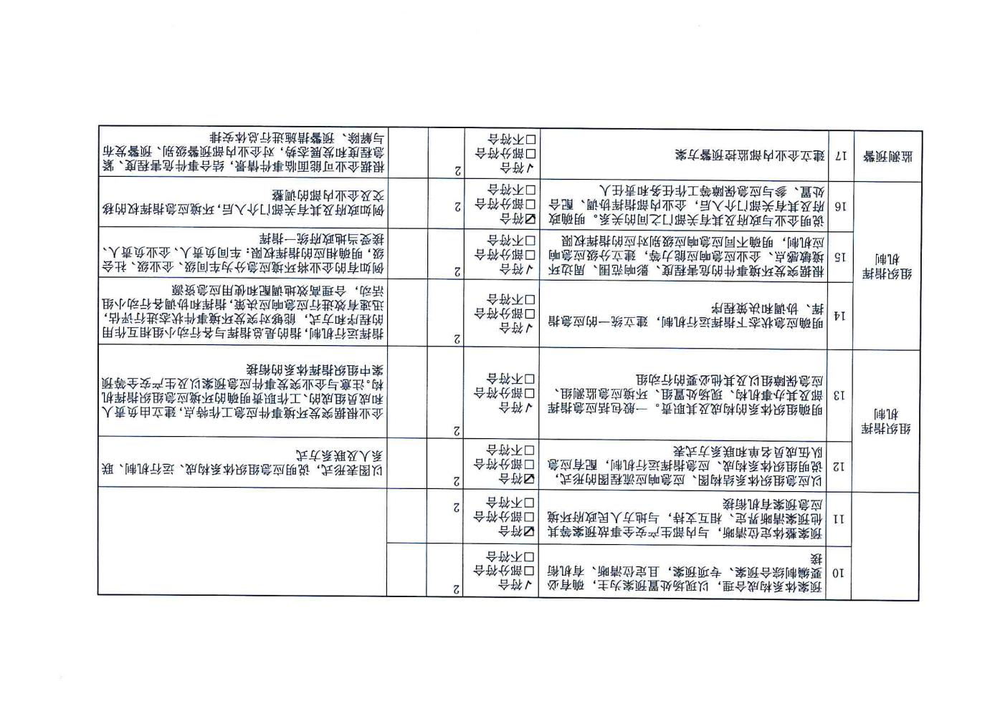 10
预案体系构成合理，以现场处置预案为主，确有必
要编制综合预案、专项预案，且定位清晰、有机衔
接
√符合
□部分符合
□不符合
2
11
预案整体定位清晰，与内部生产安全事故预案等其
他预案清晰界定、相互支持，与地方人民政府环境
应急预案有机衔接
☑符合
□部分符合
□不符合
2
组织指挥
机制
12
以应急组织体系结构图、应急响应流程图的形式，
说明组织体系构成、应急指挥运行机制，配有应急
队伍成员名单和联系方式表
☑符合
□部分符合
□不符合
2
以图表形式，说明应急组织体系构成、运行机制、联
系人及联系方式
13
明确组织体系的构成及其职责。一般包括应急指挥
部及其办事机构、现场处置组、环境应急监测组、
应急保障组以及其他必要的行动组
√符合
□部分符合
□不符合
2
企业根据突发环境事件应急工作特点，建立由负责人
和成员组成的、工作职责明确的环境应急组织指挥机
构。注意与企业突发事件应急预案以及生产安全等预
案中组织指挥体系的衔接
组织指挥
机制
14
明确应急状态下指挥运行机制，建立统一的应急指
挥、协调和决策程序
√符合
□部分符合
□不符合
2
指挥运行机制，指的是总指挥与各行动小组相互作用
的程序和方式，能够对突发环境事件状态进行评估，
迅速有效进行应急响应决策，指挥和协调各行动小组
活动，合理高效地调配和使用应急资源
15
根据突发环境事件的危害程度、影响范围、周边环
境敏感点、企业应急响应能力等，建立分级应急响
应机制，明确不同应急响应级别对应的指挥权限
√符合
□部分符合
□不符合
2
例如有的企业将环境应急分为车间级、企业级、社会
级，明确相应的指挥权限：车间负责人、企业负责人、
接受当地政府统一指挥
16
说明企业与政府及其有关部门之间的关系。明确政
府及其有关部门介入后，企业内部指挥协调、配合
处置、参与应急保障等工作任务和责任人
☑符合
□部分符合
□不符合
2
例如政府及其有关部门介入后，环境应急指挥权的移
交及企业内部的调整
监测预警
17
建立企业内部监控预警方案
√符合
□部分符合
□不符合
2
根据企业可能面临事件情景，结合事件危害程度、紧
急程度和发展态势，对企业内部预警级别、预警发布
与解除、预警措施进行总体安排